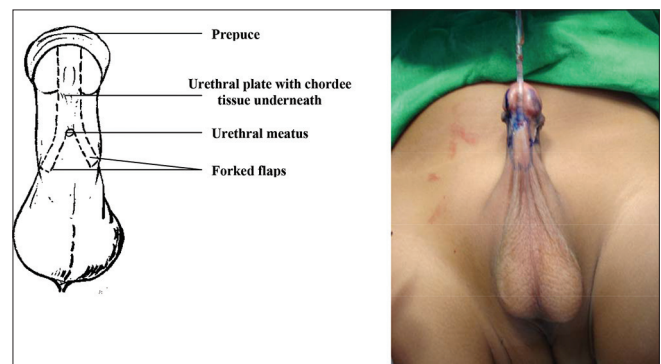 Prepuce
Urethral plate with chordee
tissue underneath
Urethral meatus
Forked flaps